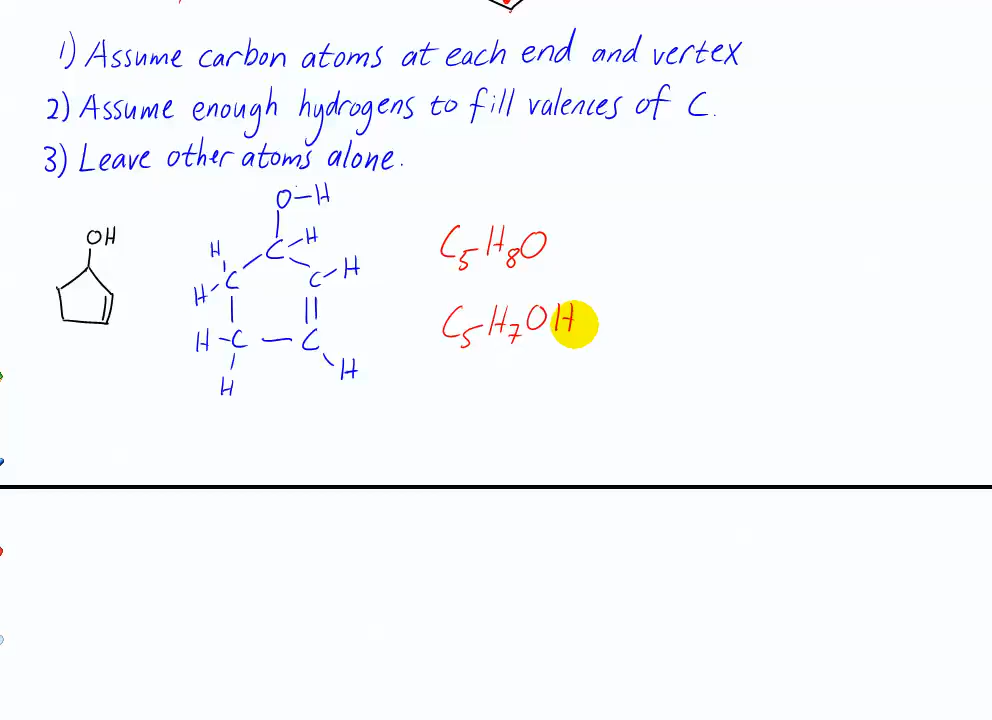 1) Assume carbon atoms at each end and vertex
2) Assume enough hydrogens to fill valences of C.
3) Leave other atoms alone.
O-H
OH
C5H8O
H C H
H C C H
C5H7OH
H C C
H H